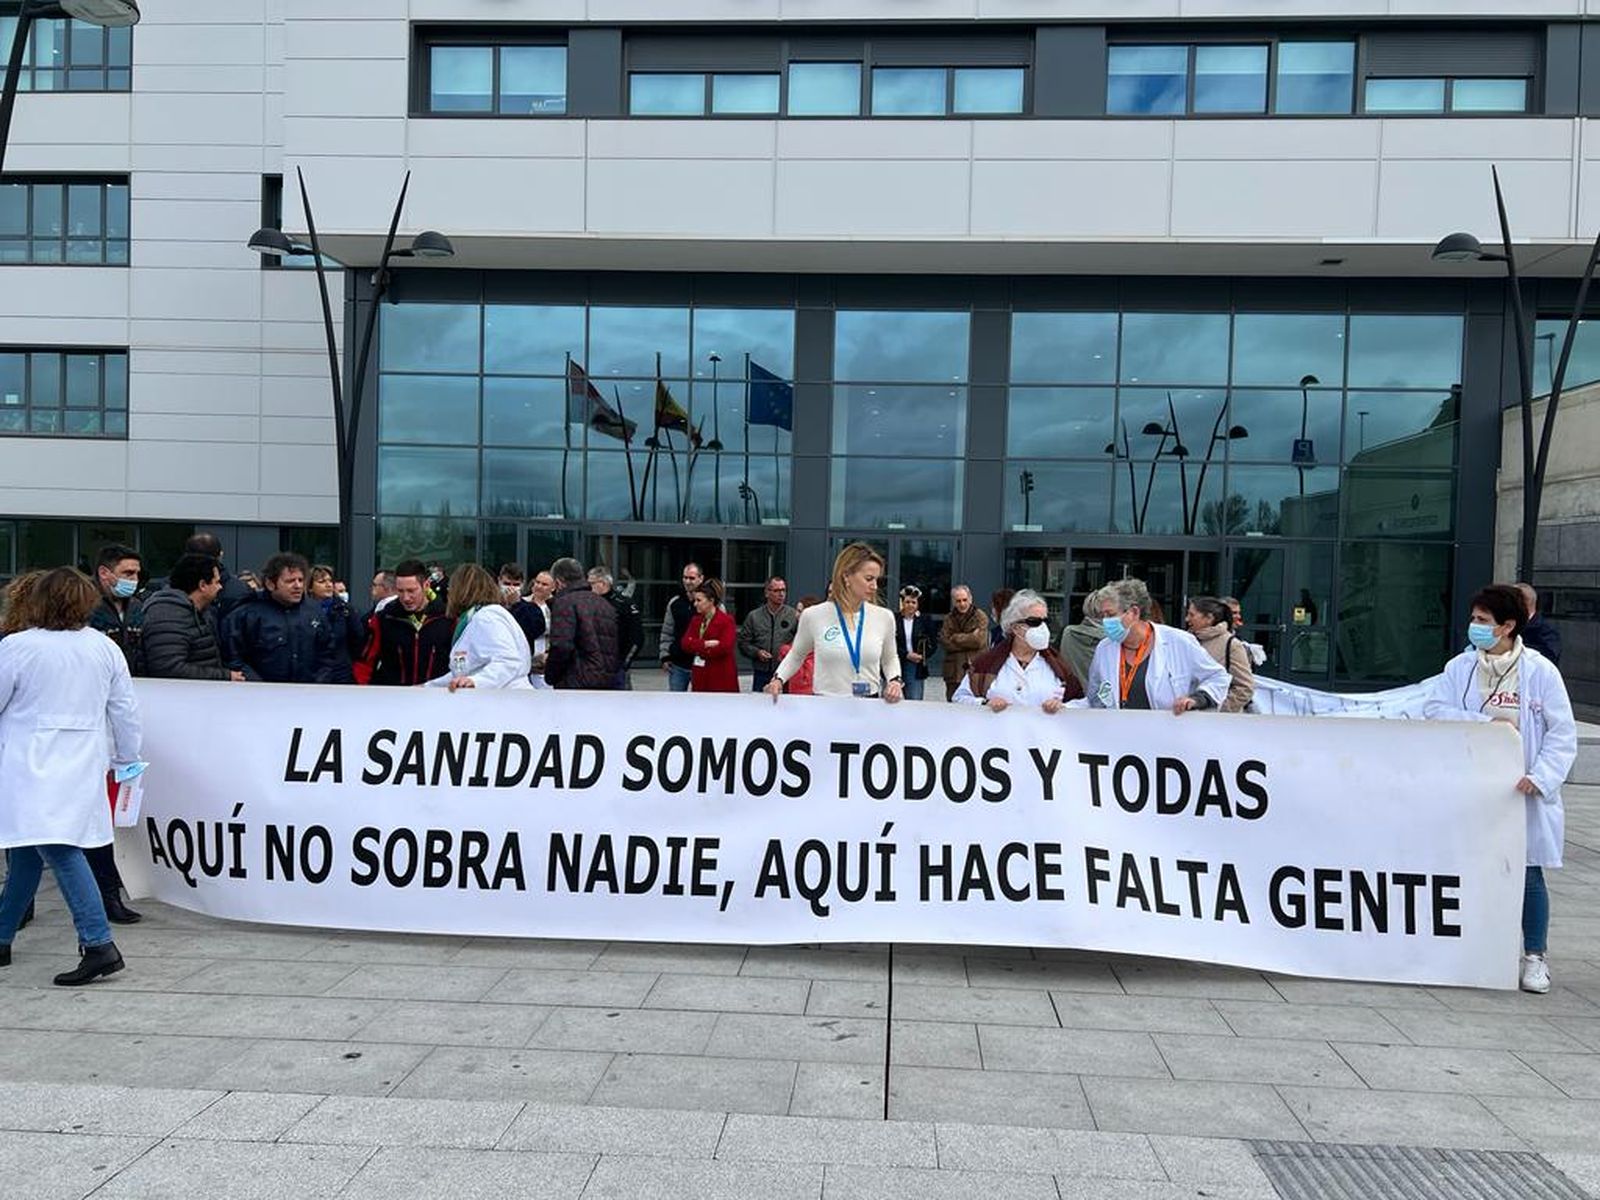 LA SANIDAD SOMOS TODOS Y TODAS
AQUÍ NO SOBRA NADIE, AQUÍ HACE FALTA GENTE